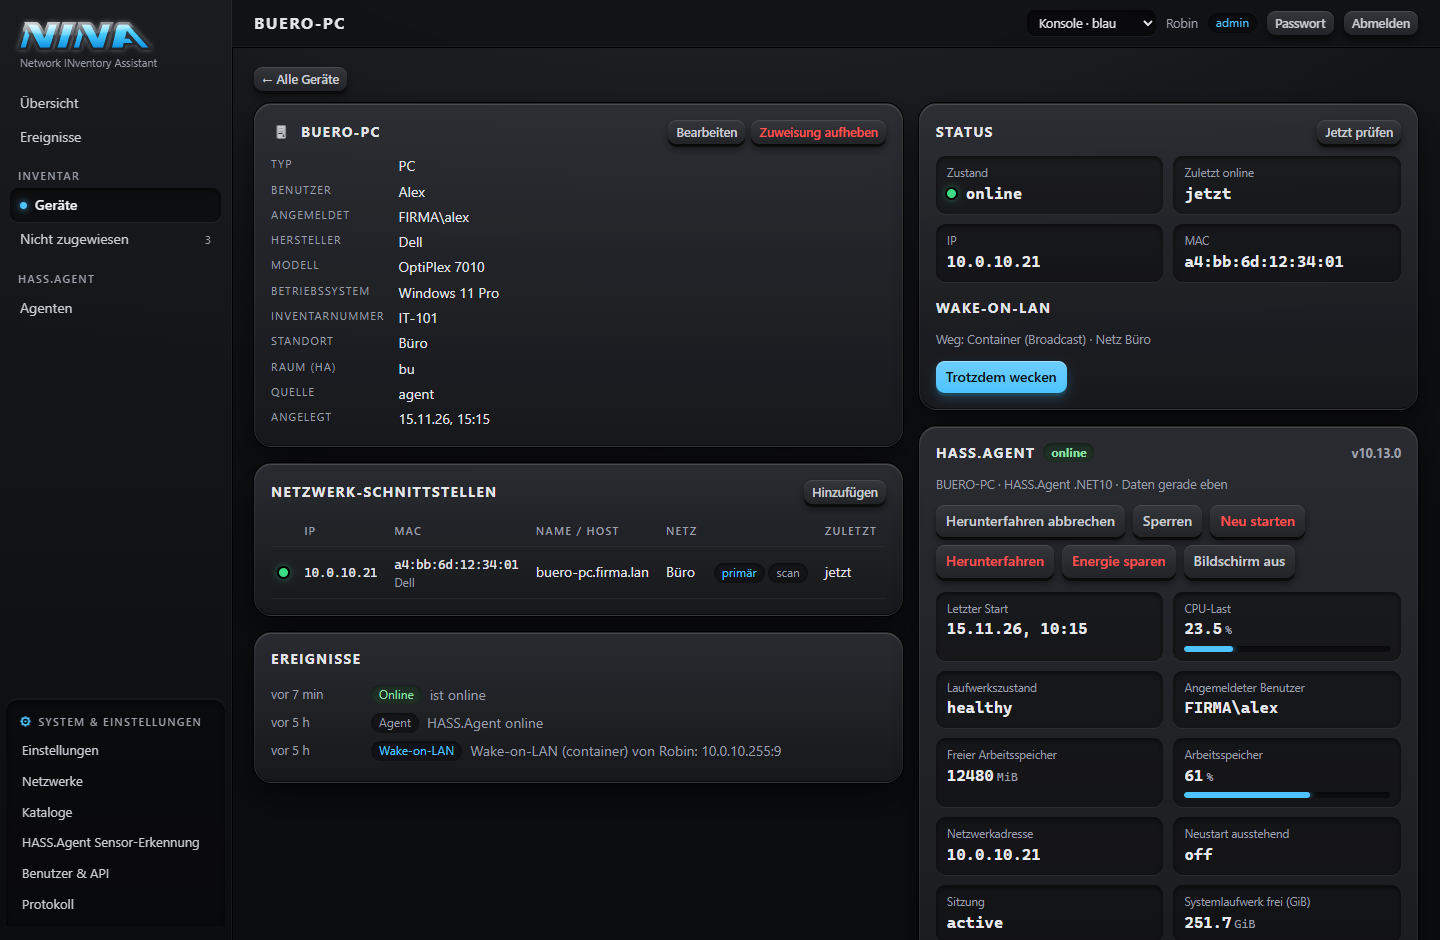 NINA
Network INventory Assistant
Übersicht
Ereignisse
INVENTAR
Geräte
Nicht zugewiesen 3
HASS.AGENT
Agenten
SYSTEM & EINSTELLUNGEN
Einstellungen
Netzwerke
Kataloge
HASS.Agent Sensor-Erkennung
Benutzer & API
Protokoll
BUERO-PC
Konsole · blau
Robin
admin
Passwort
Abmelden
← Alle Geräte
BUERO-PC
Bearbeiten
Zuweisung aufheben
TYP PC
BENUTZER Alex
ANGEMELDET FIRMA\alex
HERSTELLER Dell
MODELL OptiPlex 7010
BETRIEBSSYSTEM Windows 11 Pro
INVENTARNUMMER IT-101
STANDORT Büro
RAUM (HA) bu
QUELLE agent
ANGELEGT 15.11.26, 15:15
NETZWERK-SCHNITTSTELLEN
Hinzufügen
IP MAC NAME / HOST NETZ ZULETZT
10.0.10.21 a4:bb:6d:12:34:01 buero-pc.firma.lan Büro primär scan jetzt
Dell
EREIGNISSE
vor 7 min Online ist online
vor 5 h Agent HASS.Agent online
vor 5 h Wake-on-LAN Wake-on-LAN (container) von Robin: 10.0.10.255:9
STATUS
Jetzt prüfen
Zustand
online
Zuletzt online
jetzt
IP
10.0.10.21
MAC
a4:bb:6d:12:34:01
WAKE-ON-LAN
Weg: Container (Broadcast) · Netz Büro
Trotzdem wecken
HASS.AGENT online v10.13.0
BUERO-PC · HASS.Agent .NET10 · Daten gerade eben
Herunterfahren abbrechen
Sperren
Neu starten
Herunterfahren
Energie sparen
Bildschirm aus
Letzter Start
15.11.26, 10:15
CPU-Last
23.5 %
Laufwerkszustand
healthy
Angemeldeter Benutzer
FIRMA\alex
Freier Arbeitsspeicher
12480 MiB
Arbeitsspeicher
61 %
Netzwerkadresse
10.0.10.21
Neustart ausstehend
off
Sitzung
active
Systemlaufwerk frei (GiB)
251.7 GiB